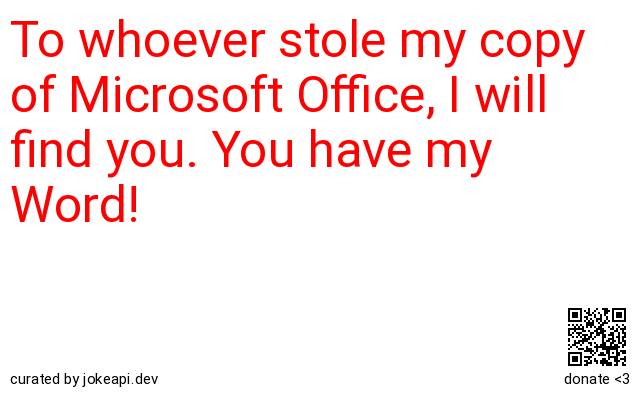 To whoever stole my copy
of Microsoft Office, I will
find you. You have my
Word!
curated by jokeapi.dev
donate <3